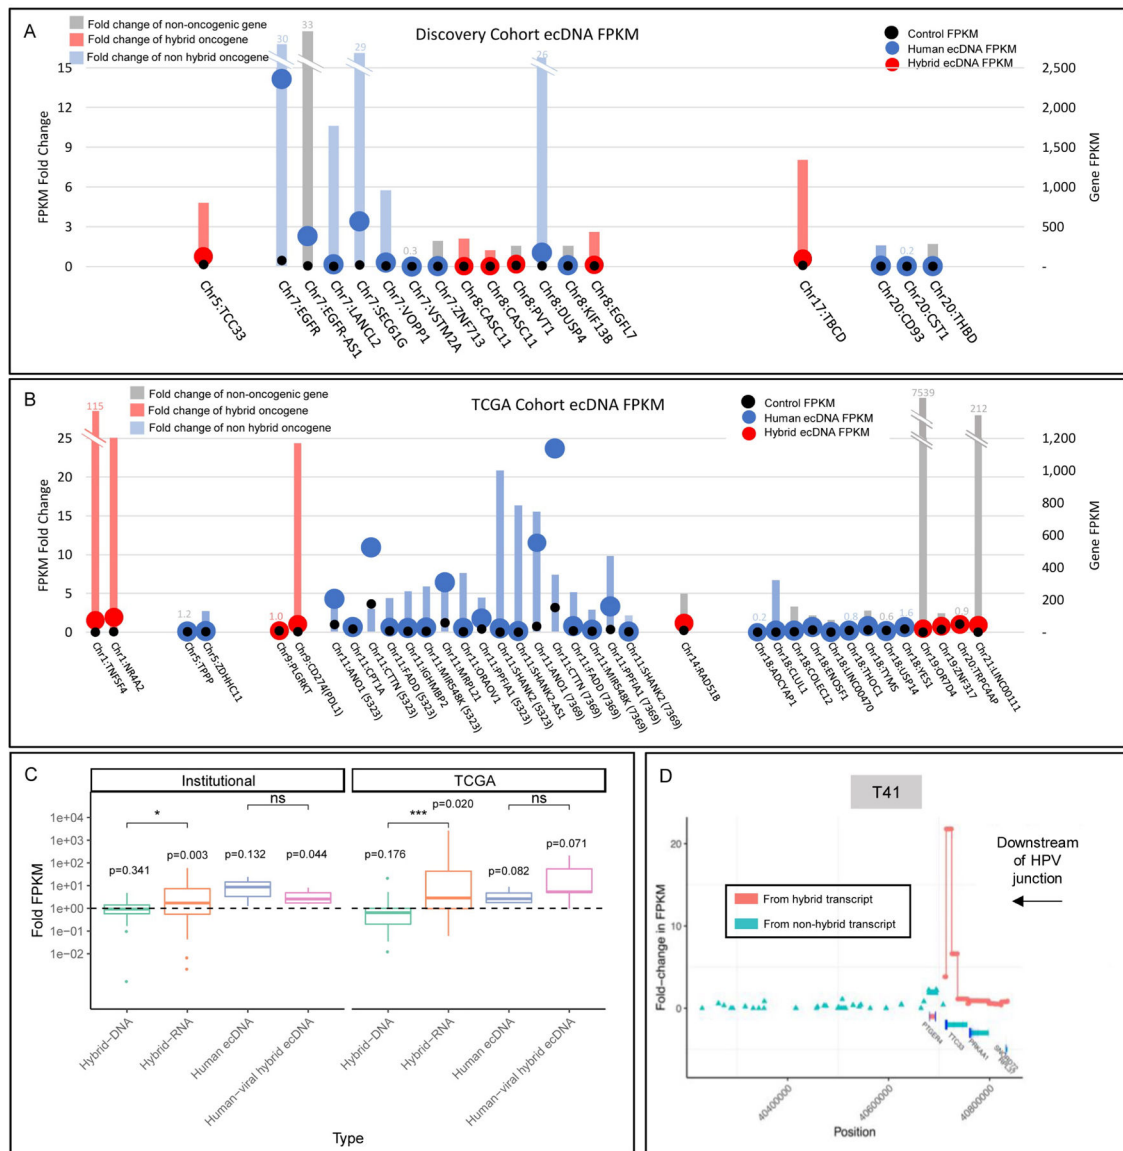 A
Discovery Cohort ecDNA FPKM
Fold change of non-oncogenic gene
Fold change of hybrid oncogene
Fold change of non hybrid oncogene
Control FPKM
Human ecDNA FPKM
Hybrid ecDNA FPKM
30
33
29
26
0.3
0.2
FPKM Fold Change
15
12
9
6
3
0
Gene FPKM
2,500
2,000
1,500
1,000
500
-
Chr5:TCC33
Chr7:EGFR
Chr7:EGFR-AS1
Chr7:LANCL2
Chr7:SEC61G
Chr7:VOPP1
Chr7:VSTM2A
Chr7:ZNF713
Chr8:CASC11
Chr8:CASC11
Chr8:PVT1
Chr8:DUSP4
Chr8:KIF13B
Chr8:EGFL7
Chr17:TBCD
Chr20:CD93
Chr20:CST1
Chr20:THBD
B
TCGA Cohort ecDNA FPKM
Fold change of non-oncogenic gene
Fold change of hybrid oncogene
Fold change of non hybrid oncogene
Control FPKM
Human ecDNA FPKM
Hybrid ecDNA FPKM
115
7539
212
1.2
1.0
0.2
0.8
0.6
1.6
0.9
FPKM Fold Change
25
20
15
10
5
0
Gene FPKM
1,200
1,000
800
600
400
200
-
Chr1:TNFSF4
Chr1:NR4A2
Chr5:TPPP
Chr5:ZDHHC11
Chr9:PLGRKT
Chr9:CD274(PDL1)
Chr11:ANO1 (5323)
Chr11:CPT1A
Chr11:CTTN (5323)
Chr11:FADD (5323)
Chr11:IGHMBP2
Chr11:MIR548K (5323)
Chr11:MRPL21
Chr11:ORAOV1
Chr11:PPFIA1 (5323)
Chr11:SHANK2 (5323)
Chr11:SHANK2-AS1
Chr11:ANO1 (7369)
Chr11:CTTN (7369)
Chr11:FADD (7369)
Chr11:MIR548K (7369)
Chr11:PPFIA1 (7369)
Chr11:SHANK2 (7369)
Chr14:RAD51B
Chr18:ADCYAP1
Chr18:CLUL1
Chr18:COLEC12
Chr18:ENOSF1
Chr18:LINC00470
Chr18:THOC1
Chr18:TYMS
Chr18:USP14
Chr18:YES1
Chr19:OR7D4
Chr19:ZNF317
Chr20:TRPC4AP
Chr21:LINC00111
C
Institutional
TCGA
ns
*
p=0.341
p=0.003
p=0.132
p=0.044
p=0.020
ns
***
p=0.176
p=0.082
p=0.071
Fold FPKM
1e+04
1e+03
1e+02
1e+01
1e+00
1e-01
1e-02
Hybrid-DNA
Hybrid-RNA
Human ecDNA
Human-viral hybrid ecDNA
Hybrid-DNA
Hybrid-RNA
Human ecDNA
Human-viral hybrid ecDNA
Type
D
T41
Downstream
of HPV
junction
From hybrid transcript
From non-hybrid transcript
Fold-change in FPKM
20
10
0
PTGER4
TTC33
PRKAA1
40400000
40600000
40800000
Position